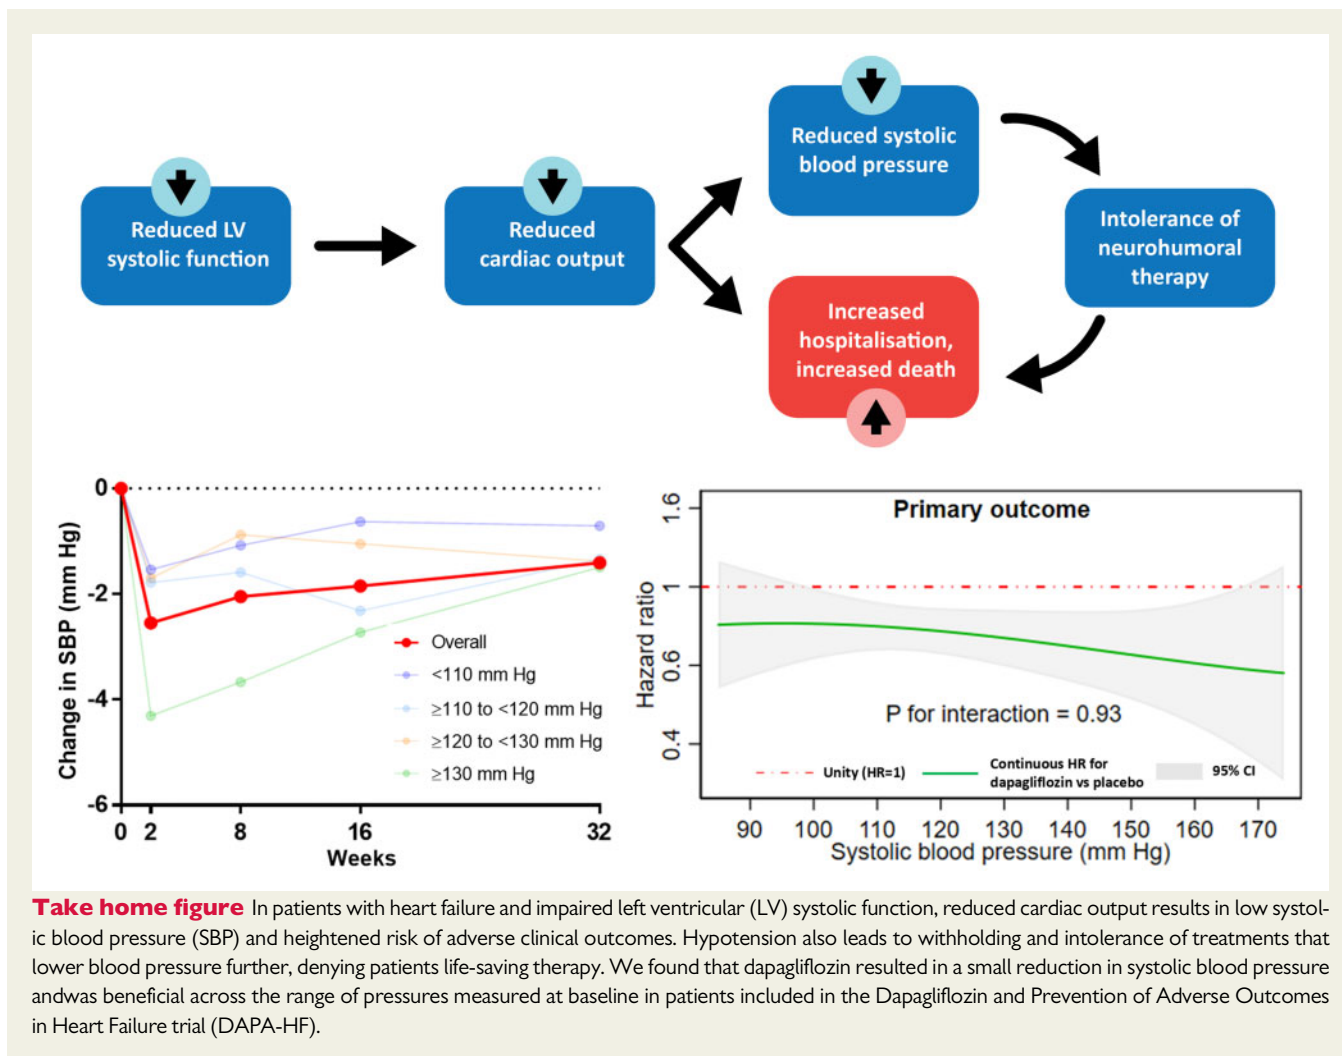 Reduced LV
systolic function
Reduced
cardiac output
Reduced systolic
blood pressure
Increased
hospitalisation,
increased death
Intolerance of
neurohumoral
therapy
Change in SBP (mm Hg)
0
-2
-4
-6
0 2 8 16 32
Weeks
Overall
<110 mm Hg
≥110 to <120 mm Hg
≥120 to <130 mm Hg
≥130 mm Hg
Primary outcome
Hazard ratio
1.6
1
0.6
0.4
P for interaction = 0.93
Unity (HR=1)
Continuous HR for
dapagliflozin vs placebo
95% CI
90 100 110 120 130 140 150 160 170
Systolic blood pressure (mm Hg)
Take home figure In patients with heart failure and impaired left ventricular (LV) systolic function, reduced cardiac output results in low systol-
ic blood pressure (SBP) and heightened risk of adverse clinical outcomes. Hypotension also leads to withholding and intolerance of treatments that
lower blood pressure further, denying patients life-saving therapy. We found that dapagliflozin resulted in a small reduction in systolic blood pressure
andwas beneficial across the range of pressures measured at baseline in patients included in the Dapagliflozin and Prevention of Adverse Outcomes
in Heart Failure trial (DAPA-HF).